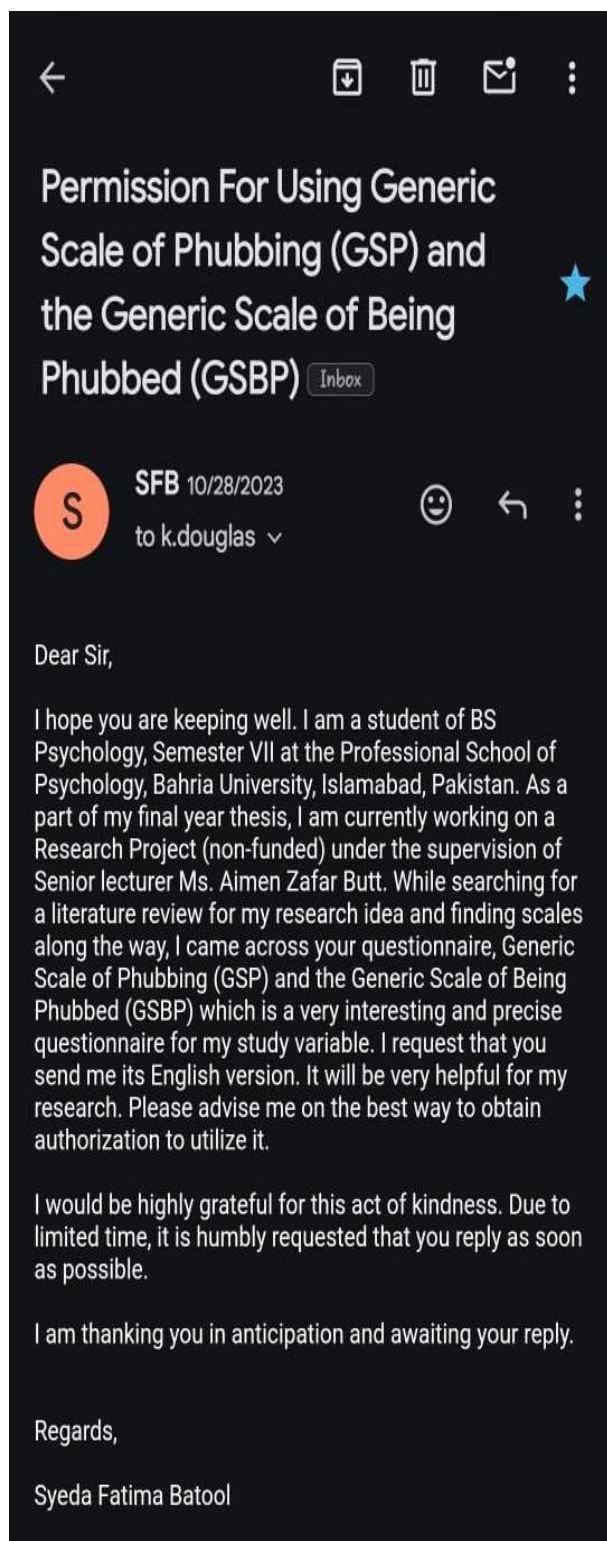 Permission For Using Generic
Scale of Phubbing (GSP) and
the Generic Scale of Being
Phubbed (GSBP) Inbox
S
SFB 10/28/2023
to k.douglas
Dear Sir,
I hope you are keeping well. I am a student of BS
Psychology, Semester VII at the Professional School of
Psychology, Bahria University, Islamabad, Pakistan. As a
part of my final year thesis, I am currently working on a
Research Project (non-funded) under the supervision of
Senior lecturer Ms. Aimen Zafar Butt. While searching for
a literature review for my research idea and finding scales
along the way, I came across your questionnaire, Generic
Scale of Phubbing (GSP) and the Generic Scale of Being
Phubbed (GSBP) which is a very interesting and precise
questionnaire for my study variable. I request that you
send me its English version. It will be very helpful for my
research. Please advise me on the best way to obtain
authorization to utilize it.
I would be highly grateful for this act of kindness. Due to
limited time, it is humbly requested that you reply as soon
as possible.
I am thanking you in anticipation and awaiting your reply.
Regards,
Syeda Fatima Batool